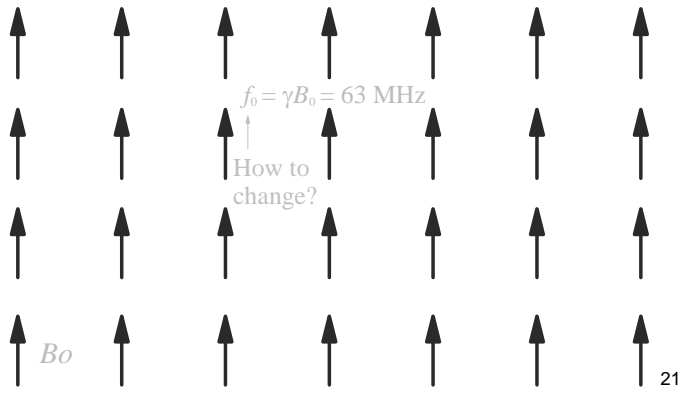 f₀ = γB₀ = 63 MHz
How to
change?
Bo
21